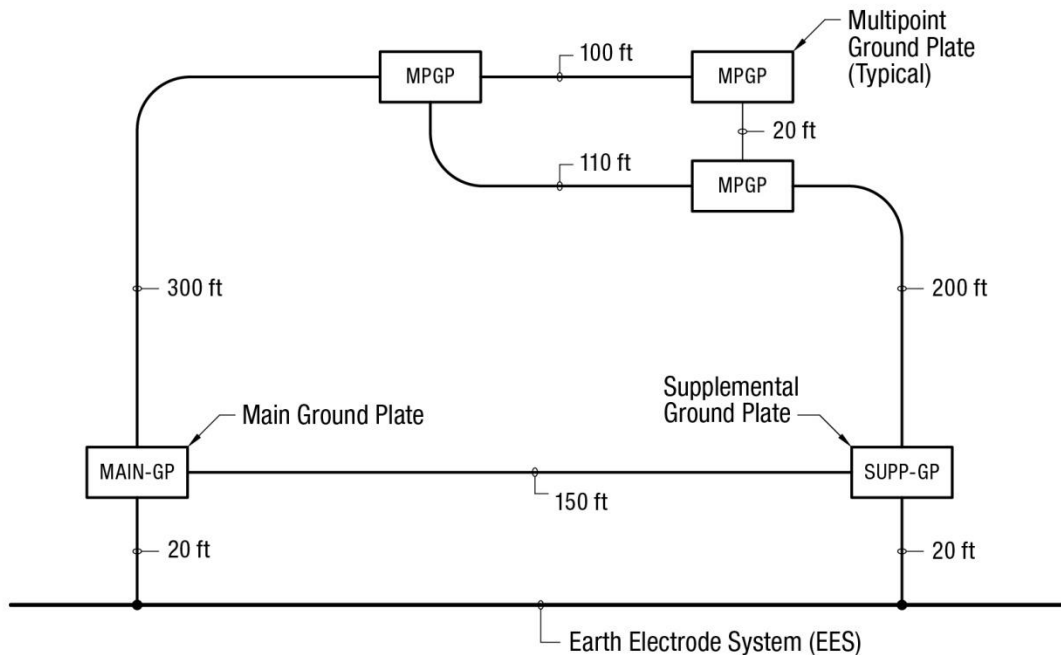 Multipoint
Ground Plate
(Typical)
100 ft
MPGP
MPGP
20 ft
110 ft
MPGP
300 ft
200 ft
Main Ground Plate
Supplemental
Ground Plate
MAIN-GP
SUPP-GP
150 ft
20 ft
20 ft
Earth Electrode System (EES)